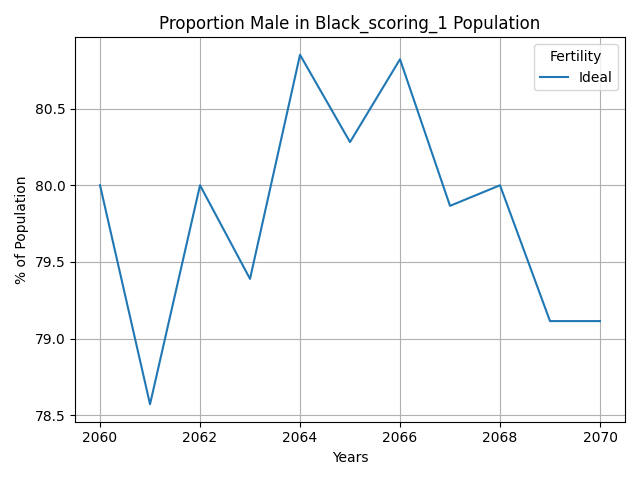 Proportion Male in Black_scoring_1 Population
Fertility
Ideal
80.5
80.0
79.5
79.0
78.5
% of Population
2060
2062
2064
2066
2068
2070
Years